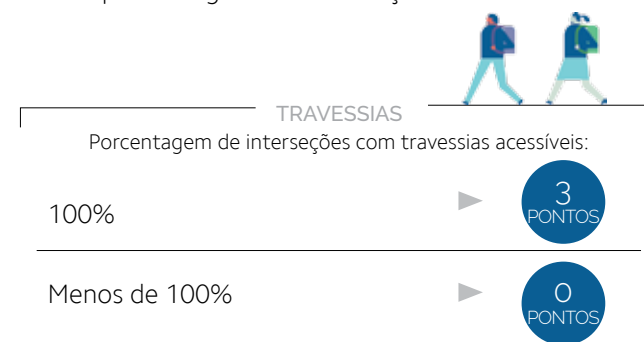 TRAVESSIAS
Porcentagem de interseções com travessias acessíveis:
100%
3
PONTOS
Menos de 100%
0
PONTOS